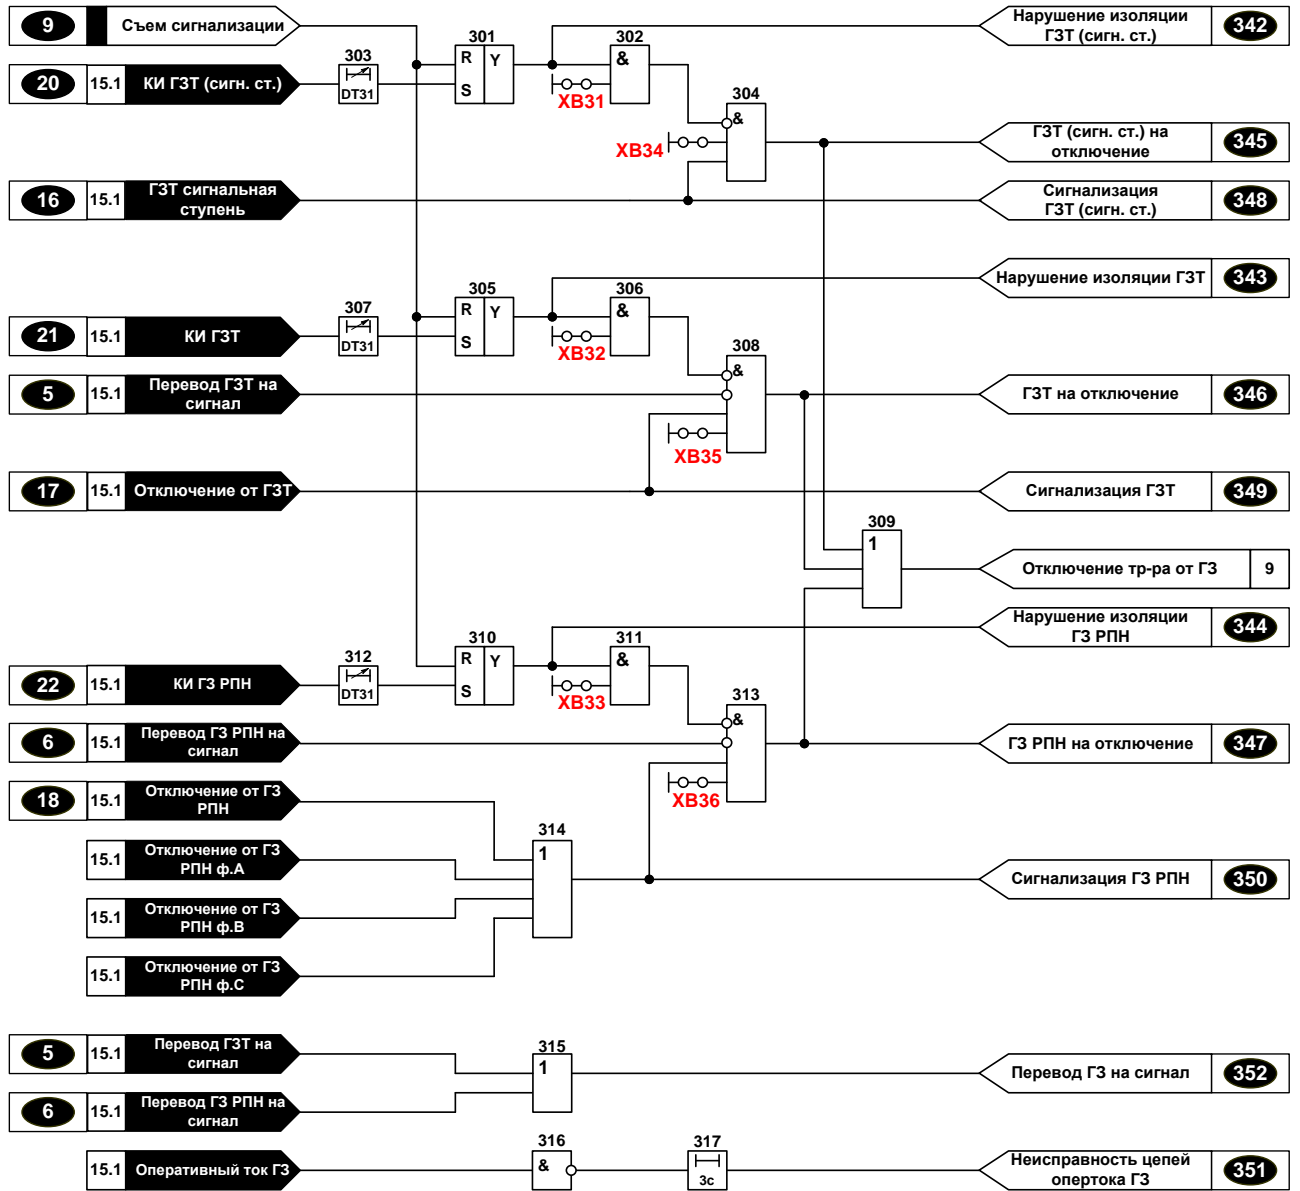 9 Съем сигнализации
Нарушение изоляции
ГЗТ (сигн. ст.)
342
301
302
R Y
S
&
303
DT31
20 15.1 КИ ГЗТ (сигн. ст.)
XB31
304
&
XB34
ГЗТ (сигн. ст.) на
отключение
345
16 15.1 ГЗТ сигнальная
ступень
Сигнализация
ГЗТ (сигн. ст.)
348
Нарушение изоляции ГЗТ 343
305
306
R Y
S
&
307
DT31
21 15.1 КИ ГЗТ
XB32
308
&
5 15.1 Перевод ГЗТ на
сигнал
ГЗТ на отключение 346
XB35
17 15.1 Отключение от ГЗТ
Сигнализация ГЗТ 349
309
1
Отключение тр-ра от ГЗ 9
Нарушение изоляции
ГЗ РПН
344
310
311
R Y
S
&
312
DT31
22 15.1 КИ ГЗ РПН
XB33
313
&
6 15.1 Перевод ГЗ РПН на
сигнал
ГЗ РПН на отключение 347
XB36
18 15.1 Отключение от ГЗ
РПН
314
1
15.1 Отключение от ГЗ
РПН ф.А
Сигнализация ГЗ РПН 350
15.1 Отключение от ГЗ
РПН ф.В
15.1 Отключение от ГЗ
РПН ф.С
5 15.1 Перевод ГЗТ на
сигнал
315
1
Перевод ГЗ на сигнал 352
6 15.1 Перевод ГЗ РПН на
сигнал
316
&
317
3с
15.1 Оперативный ток ГЗ
Неисправность цепей
опертока ГЗ
351